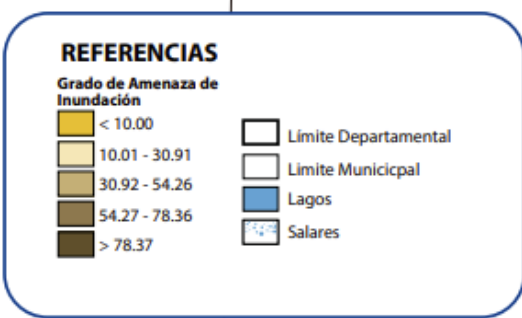 REFERENCIAS
Grado de Amenaza de
Inundación
< 10.00
10.01 - 30.91
30.92 - 54.26
54.27 - 78.36
> 78.37
Límite Departamental
Limite Municicpal
Lagos
Salares